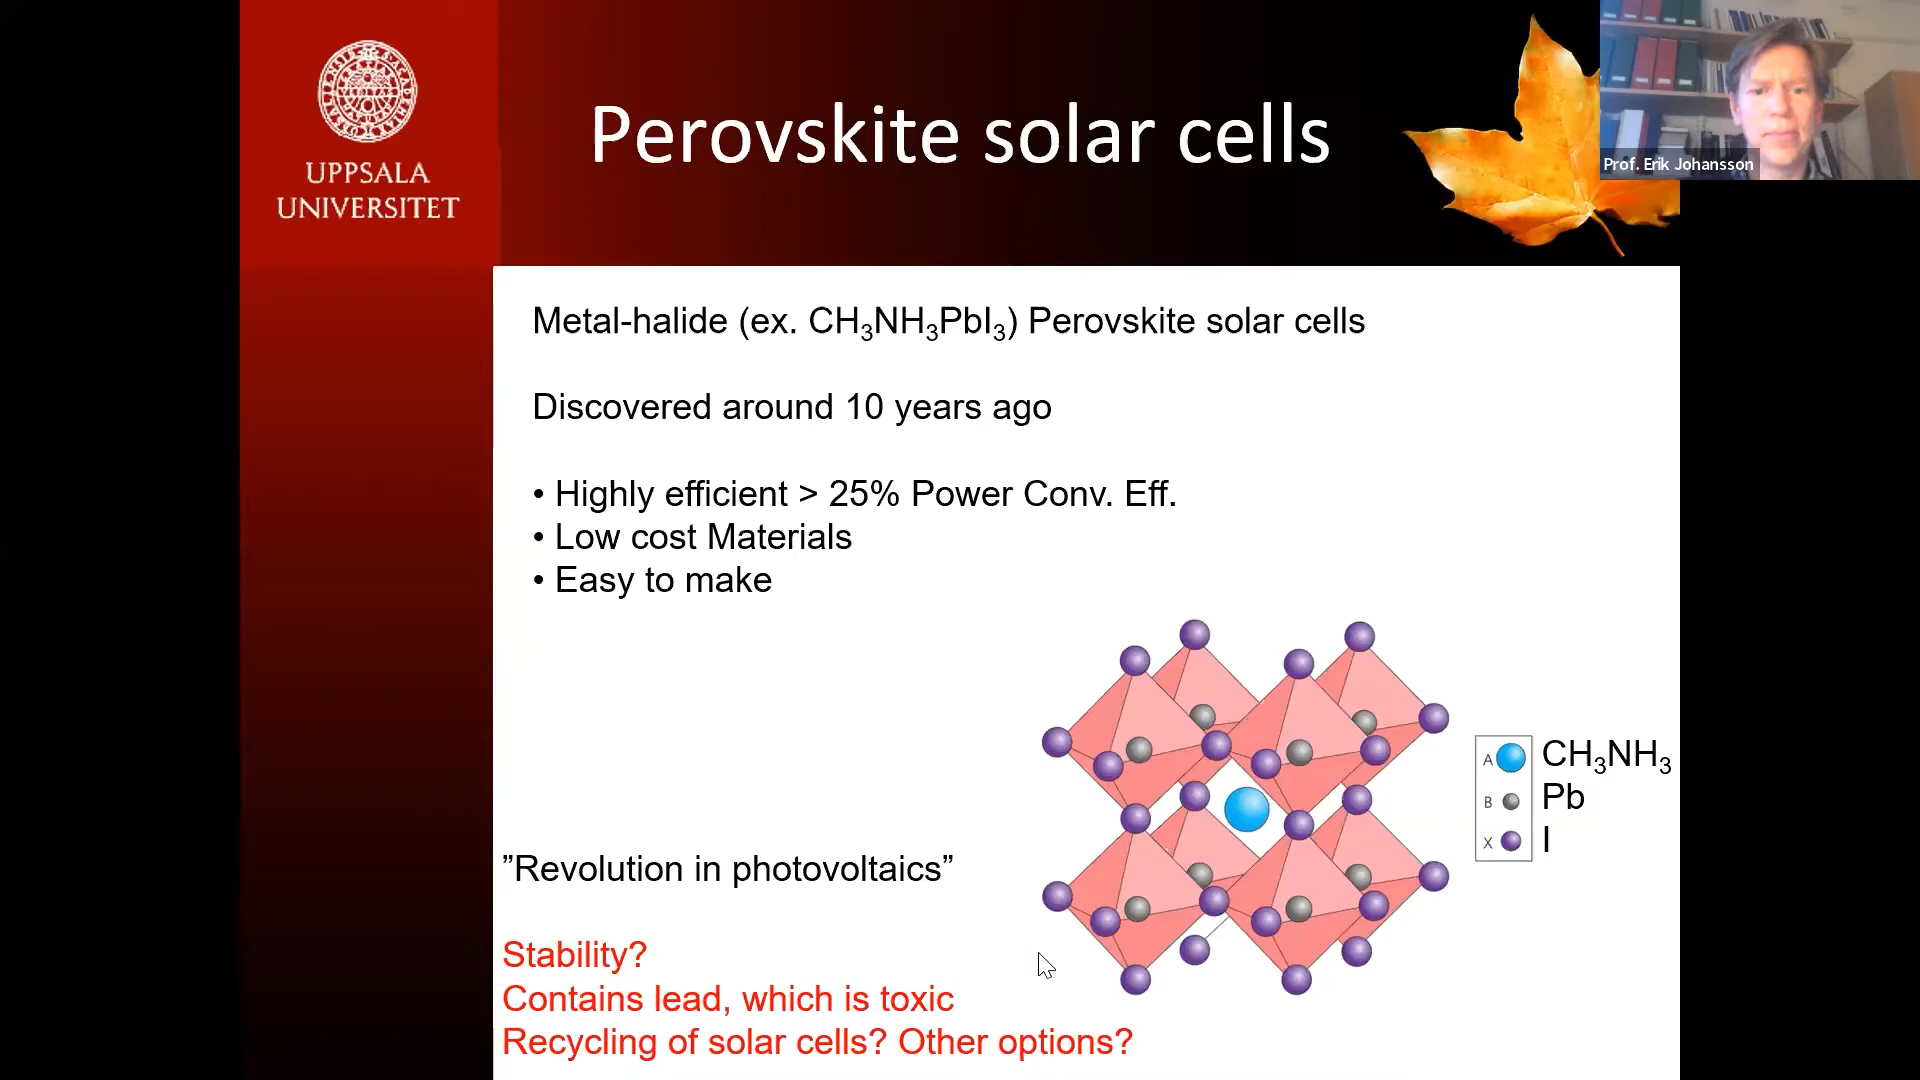 UPPSALA
UNIVERSITET
Perovskite solar cells
Prof. Erik Johansson
Metal-halide (ex. CH₃NH₃PbI₃) Perovskite solar cells
Discovered around 10 years ago
• Highly efficient > 25% Power Conv. Eff.
• Low cost Materials
• Easy to make
A CH₃NH₃
B Pb
X I
”Revolution in photovoltaics”
Stability?
Contains lead, which is toxic
Recycling of solar cells? Other options?